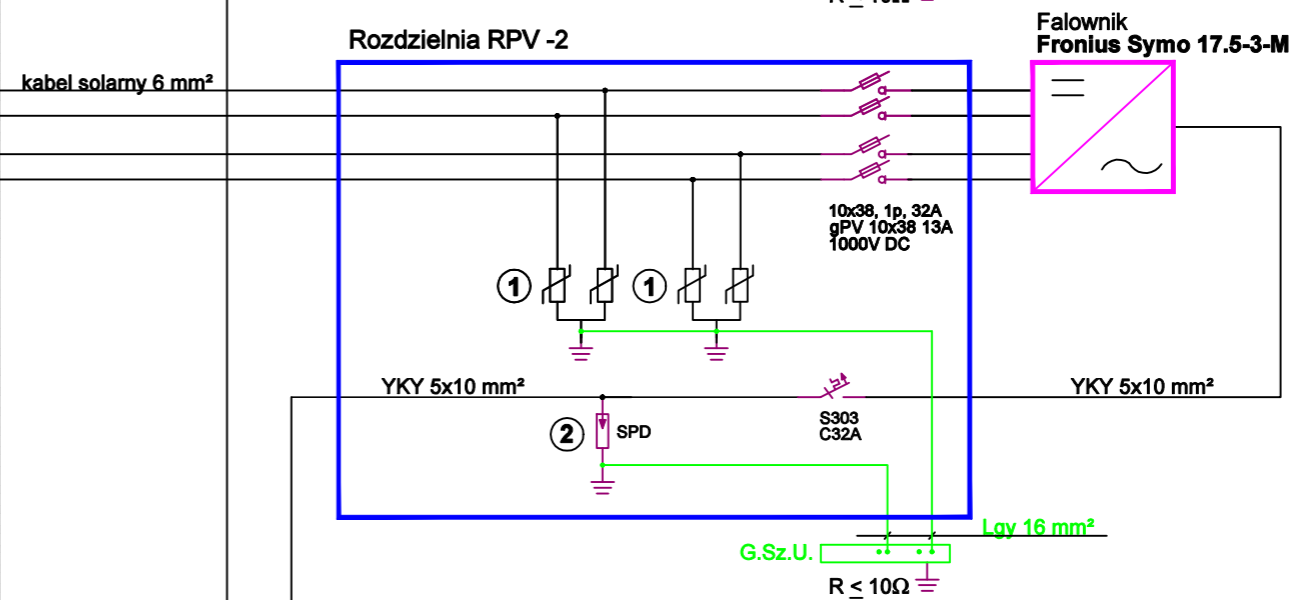 R ≤ 10Ω
Falownik
Fronius Symo 17.5-3-M
Rozdzielnia RPV -2
kabel solarny 6 mm²
10x38, 1p, 32A
gPV 10x38 13A
1000V DC
1
1
YKY 5x10 mm²
YKY 5x10 mm²
S303
C32A
2
SPD
Lgy 16 mm²
G.Sz.U.
R ≤ 10Ω